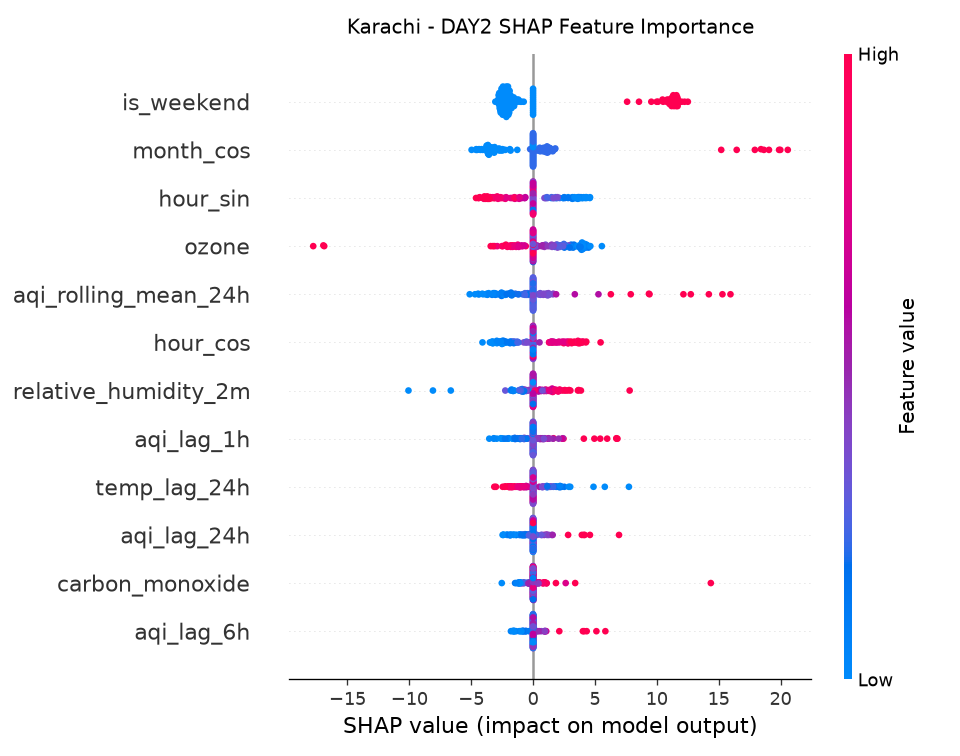 Karachi - DAY2 SHAP Feature Importance
High
is_weekend
month_cos
hour_sin
ozone
aqi_rolling_mean_24h
hour_cos
relative_humidity_2m
aqi_lag_1h
temp_lag_24h
aqi_lag_24h
carbon_monoxide
aqi_lag_6h
Feature value
Low
−15 −10 −5 0 5 10 15 20
SHAP value (impact on model output)